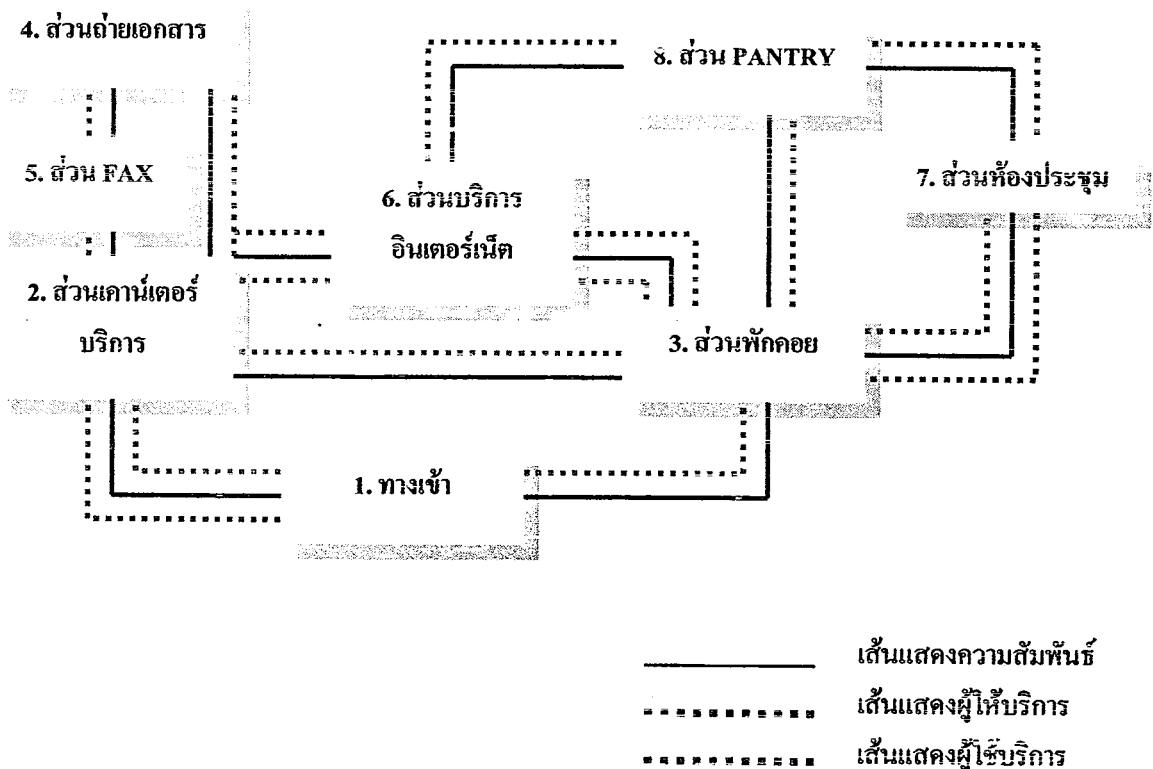 4. ส่วนถ่ายเอกสาร
8. ส่วน PANTRY
5. ส่วน FAX
7. ส่วนห้องประชุม
6. ส่วนบริการ
อินเตอร์เน็ต
2. ส่วนเคาน์เตอร์
บริการ
3. ส่วนพักคอย
1. ทางเข้า
เส้นแสดงความสัมพันธ์
เส้นแสดงผู้ให้บริการ
เส้นแสดงผู้ใช้บริการ